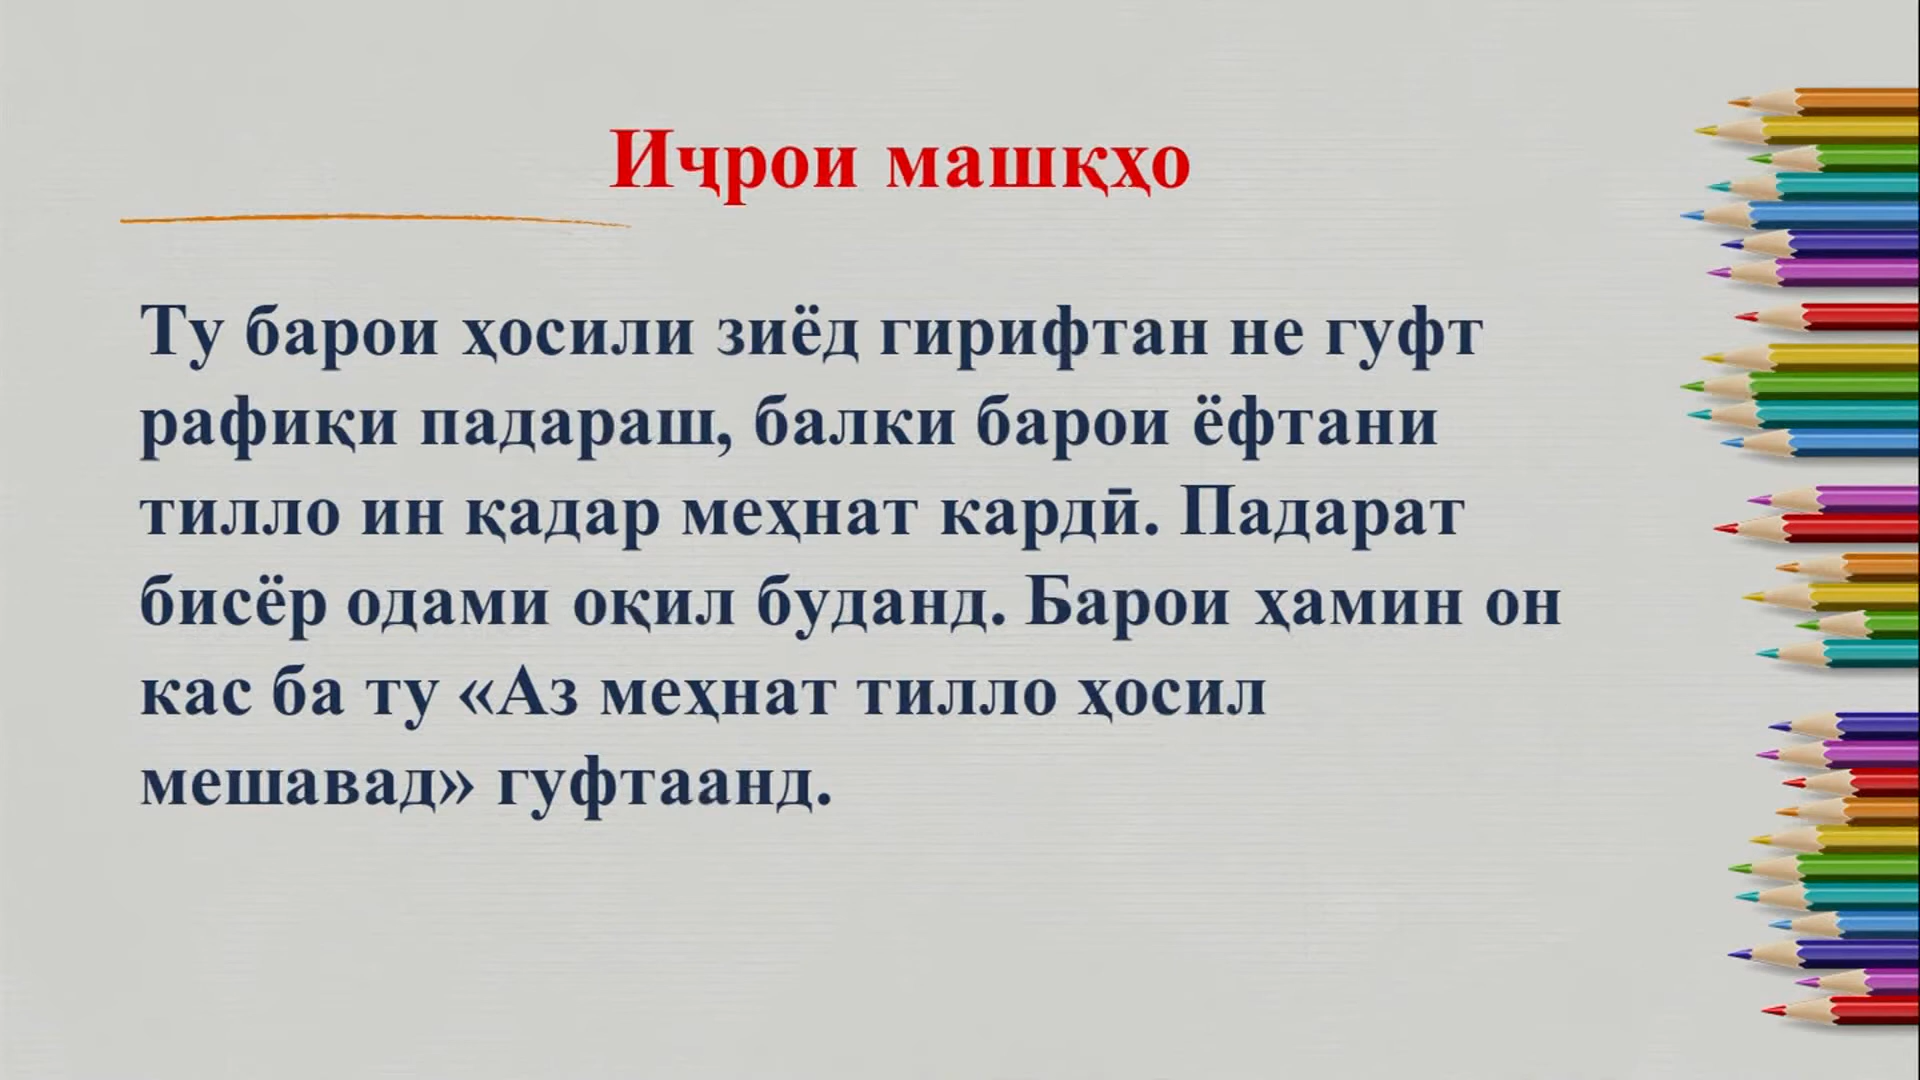 Иҷрои машқҳо
Ту барои ҳосили зиёд гирифтан не гуфт
рафиқи падараш, балки барои ёфтани
тилло ин қадар меҳнат кардӣ. Падарат
бисёр одами оқил буданд. Барои ҳамин он
кас ба ту «Аз меҳнат тилло ҳосил
мешавад» гуфтаанд.